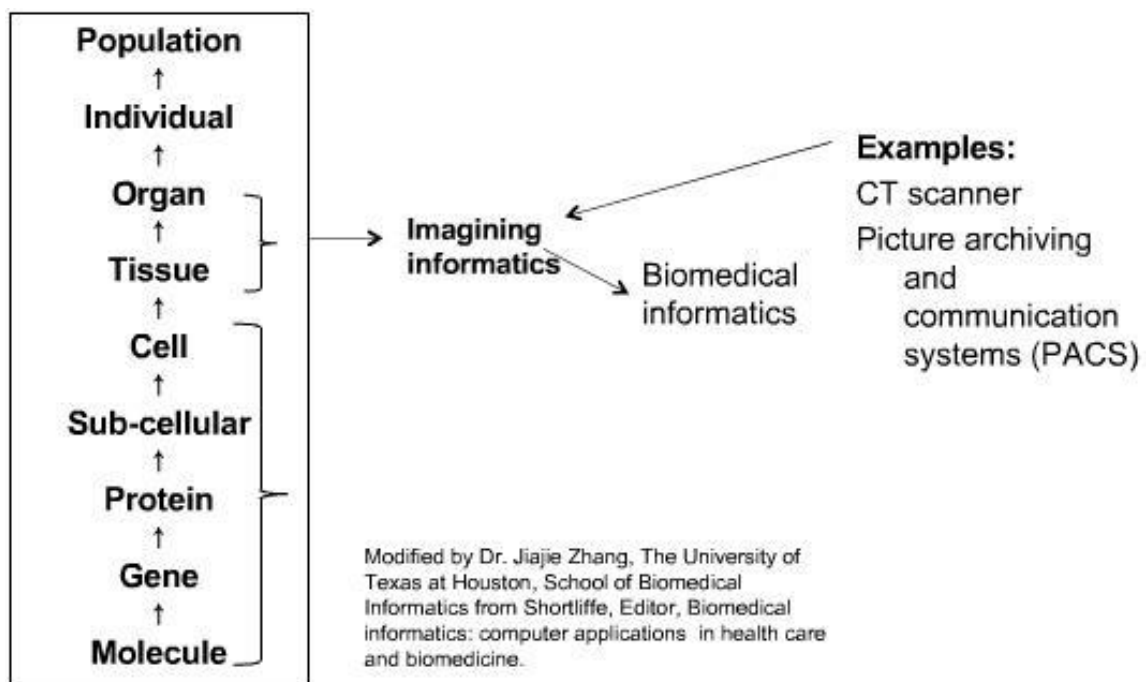 Population
↑
Individual
↑
Organ
↑
Tissue
↑
Cell
↑
Sub-cellular
↑
Protein
↑
Gene
↑
Molecule
Imagining
informatics
Biomedical
informatics
Examples:
CT scanner
Picture archiving
and
communication
systems (PACS)
Modified by Dr. Jiajie Zhang, The University of
Texas at Houston, School of Biomedical
Informatics from Shortliffe, Editor, Biomedical
informatics: computer applications in health care
and biomedicine.